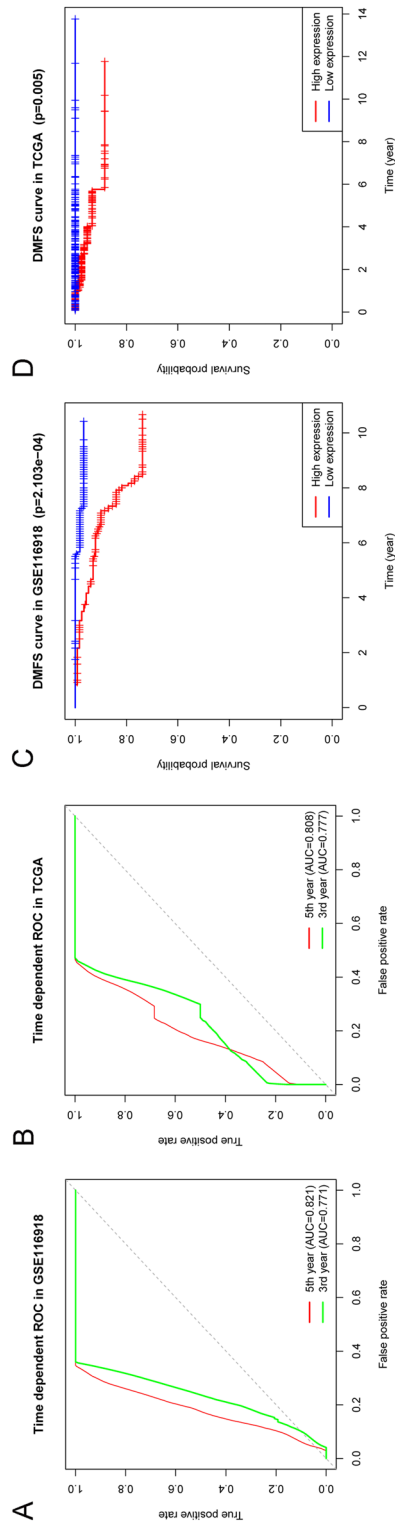 A
Time dependent ROC in GSE116918
True positive rate
1.0
0.8
0.6
0.4
0.2
0.0
5th year (AUC=0.821)
3rd year (AUC=0.771)
0.0 0.2 0.4 0.6 0.8 1.0
False positive rate
B
Time dependent ROC in TCGA
True positive rate
1.0
0.8
0.6
0.4
0.2
0.0
5th year (AUC=0.808)
3rd year (AUC=0.777)
0.0 0.2 0.4 0.6 0.8 1.0
False positive rate
C
DMFS curve in GSE116918 (p=2.103e−04)
Survival probability
1.0
0.8
0.6
0.4
0.2
0.0
High expression
Low expression
0 2 4 6 8 10
Time (year)
D
DMFS curve in TCGA (p=0.005)
Survival probability
1.0
0.8
0.6
0.4
0.2
0.0
High expression
Low expression
0 2 4 6 8 10 12 14
Time (year)